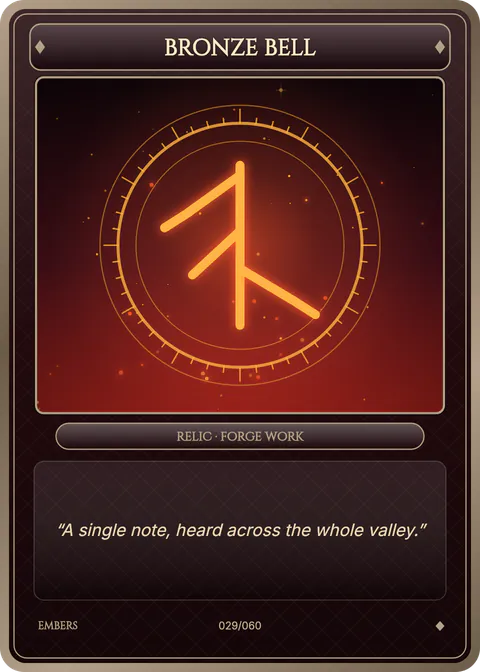 BRONZE BELL
RELIC · FORGE WORK
“A single note, heard across the whole valley.”
EMBERS 029/060